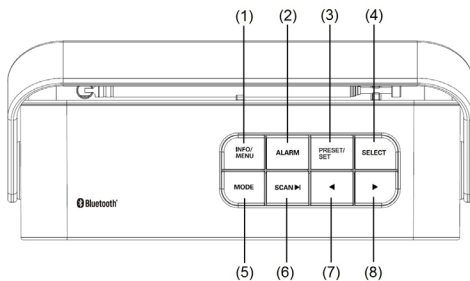 (1) (2) (3) (4)
INFO/ ALARM PRESET/ SELECT
MENU SET
MODE SCAN ◀ ▶
Bluetooth®
(5) (6) (7) (8)